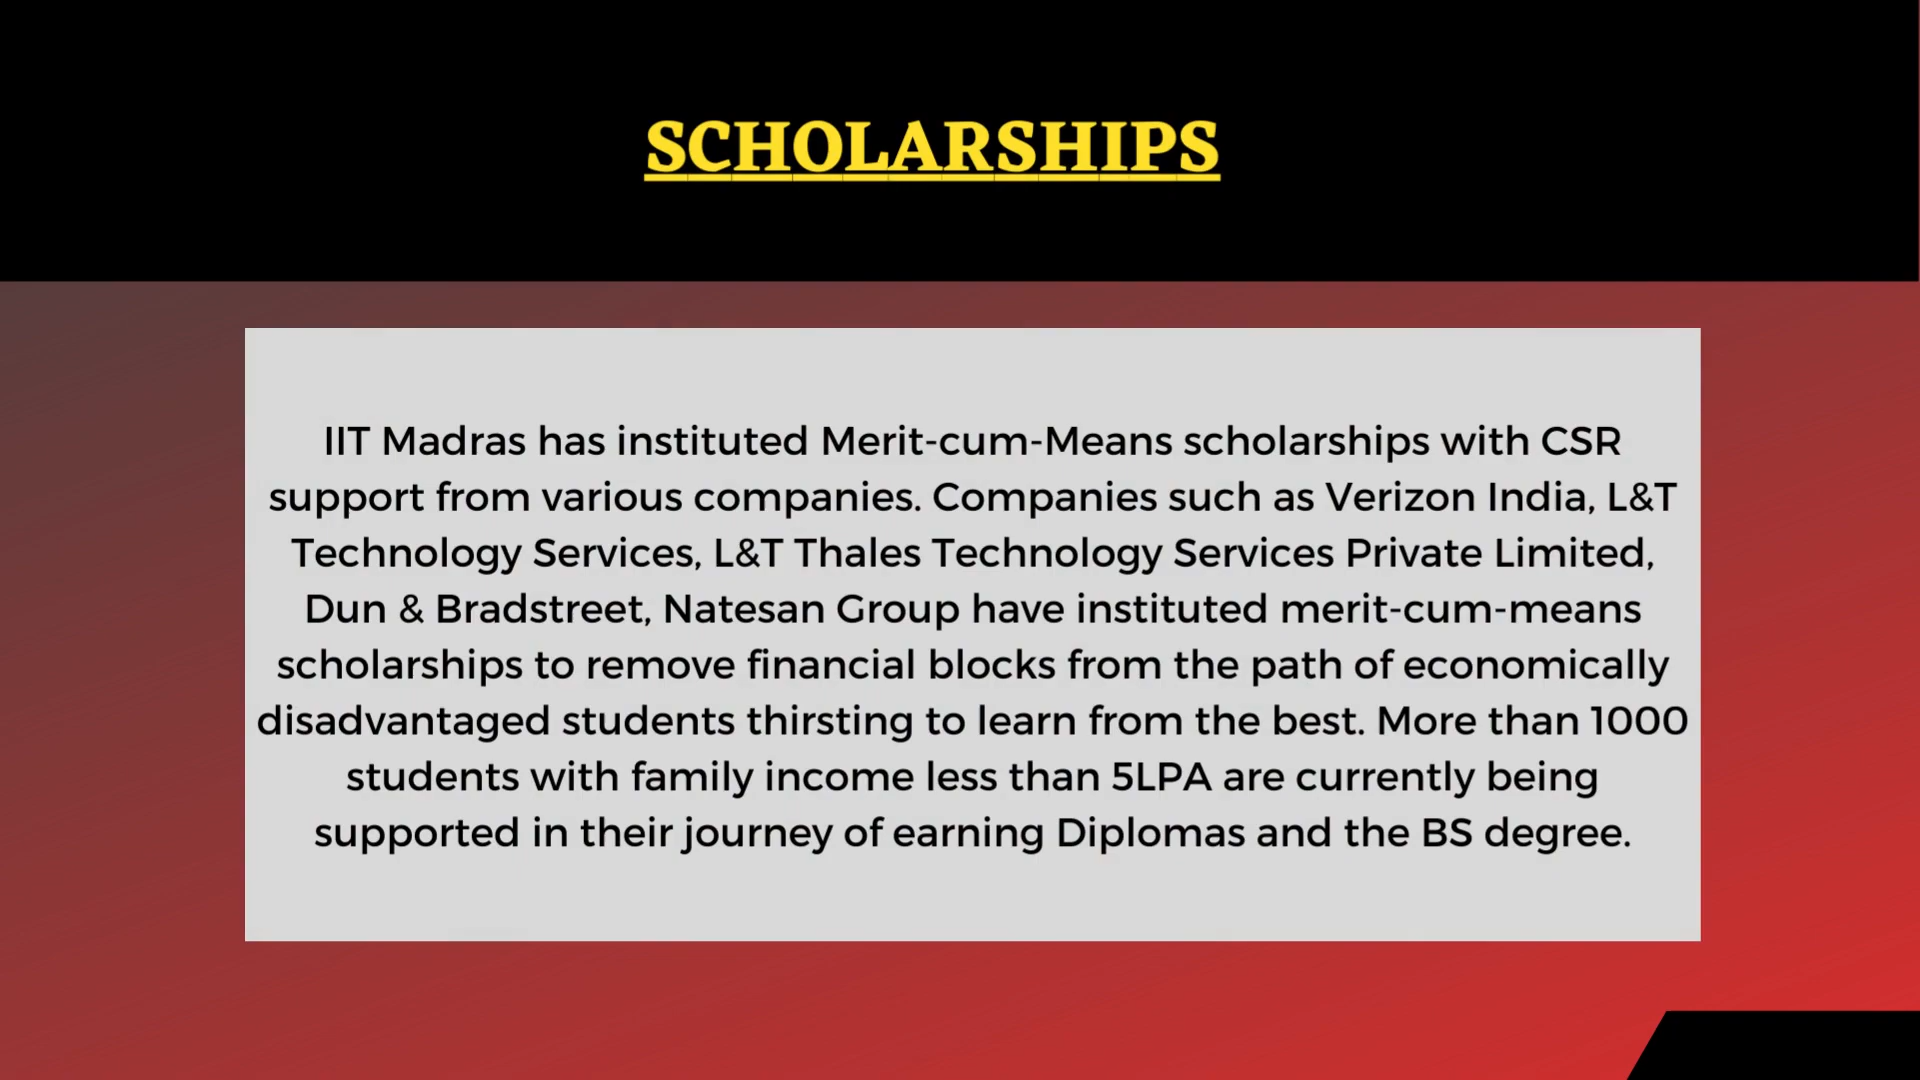 SCHOLARSHIPS
IIT Madras has instituted Merit-cum-Means scholarships with CSR
support from various companies. Companies such as Verizon India, L&T
Technology Services, L&T Thales Technology Services Private Limited,
Dun & Bradstreet, Natesan Group have instituted merit-cum-means
scholarships to remove financial blocks from the path of economically
disadvantaged students thirsting to learn from the best. More than 1000
students with family income less than 5LPA are currently being
supported in their journey of earning Diplomas and the BS degree.